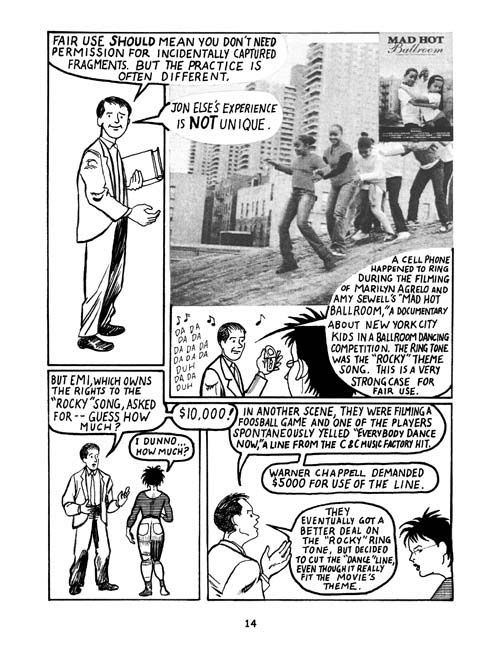 FAIR USE SHOULD MEAN YOU DON'T NEED
PERMISSION FOR INCIDENTALLY CAPTURED
FRAGMENTS. BUT THE PRACTICE IS
OFTEN DIFFERENT.
JON ELSE'S EXPERIENCE
IS NOT UNIQUE.
MAD HOT
Ballroom
A CELL PHONE
HAPPENED TO RING
DURING THE FILMING
OF MARILYN AGRELO AND
AMY SEWELL'S "MAD HOT
BALLROOM," A DOCUMENTARY
ABOUT NEW YORK CITY
KIDS IN A BALLROOM DANCING
COMPETITION. THE RING TONE
WAS THE "ROCKY" THEME
SONG. THIS IS A VERY
STRONG CASE FOR
FAIR USE.
DA DA
DA DA
DA DA DA
DA DA DA
DUH
DA DA
DUH
BUT EMI, WHICH OWNS
THE RIGHTS TO THE
"ROCKY" SONG, ASKED
FOR -- GUESS HOW
MUCH?
I DUNNO...
HOW MUCH?
$10,000!
IN ANOTHER SCENE, THEY WERE FILMING A
FOOSBALL GAME AND ONE OF THE PLAYERS
SPONTANEOUSLY YELLED "EVERYBODY DANCE
NOW," A LINE FROM THE C&C MUSIC FACTORY HIT.
WARNER CHAPPELL DEMANDED
$5000 FOR USE OF THE LINE.
THEY
EVENTUALLY GOT A
BETTER DEAL ON
THE "ROCKY" RING
TONE, BUT DECIDED
TO CUT THE "DANCE" LINE,
EVEN THOUGH IT REALLY
FIT THE MOVIE'S
THEME.
14